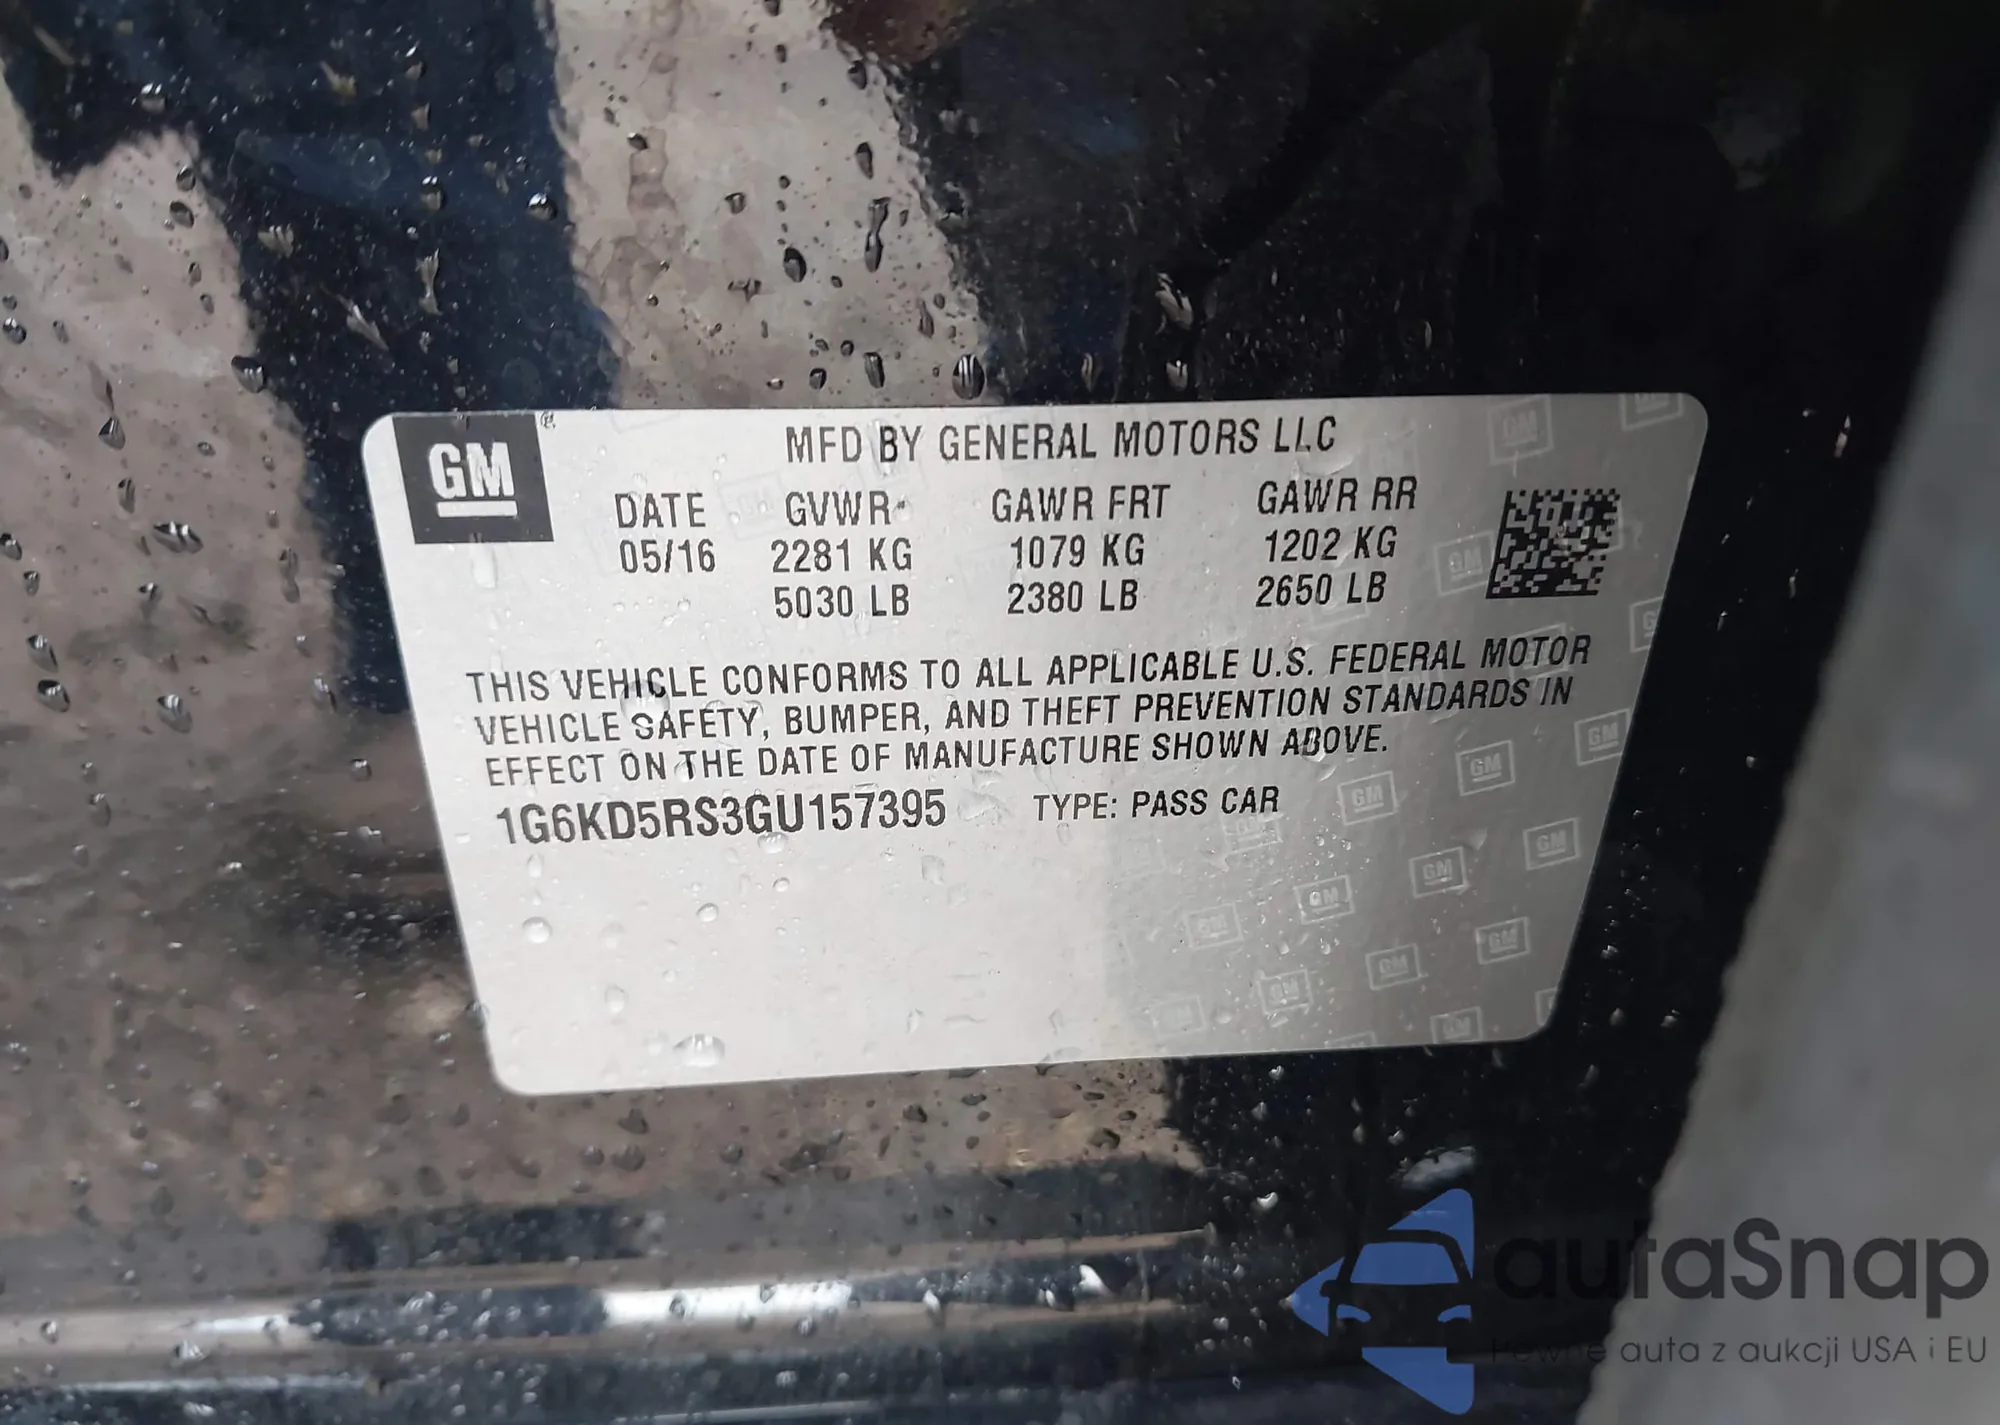 GM
MFD BY GENERAL MOTORS LLC
DATE GVWR GAWR FRT GAWR RR
05/16 2281 KG 1079 KG 1202 KG
5030 LB 2380 LB 2650 LB
THIS VEHICLE CONFORMS TO ALL APPLICABLE U.S. FEDERAL MOTOR
VEHICLE SAFETY, BUMPER, AND THEFT PREVENTION STANDARDS IN
EFFECT ON THE DATE OF MANUFACTURE SHOWN ABOVE.
1G6KD5RS3GU157395 TYPE: PASS CAR
autaSnap
Pewne auta z aukcji USA i EU